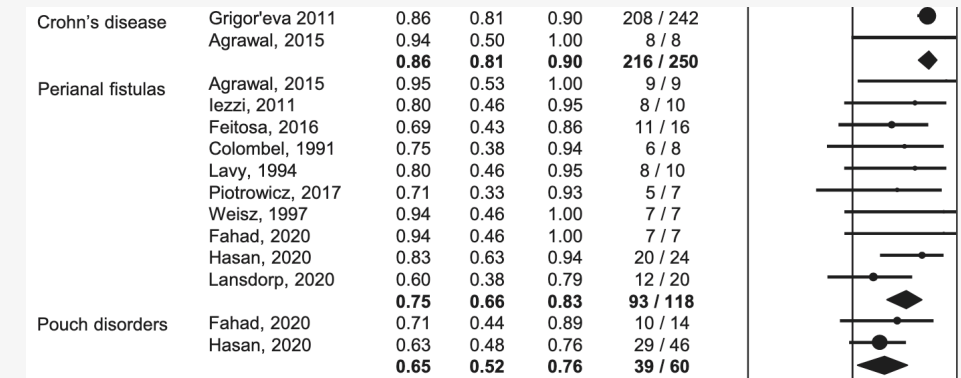 Crohn’s disease Grigor'eva 2011 0.86 0.81 0.90 208 / 242
Agrawal, 2015 0.94 0.50 1.00 8 / 8
0.86 0.81 0.90 216 / 250
Perianal fistulas Agrawal, 2015 0.95 0.53 1.00 9 / 9
Iezzi, 2011 0.80 0.46 0.95 8 / 10
Feitosa, 2016 0.69 0.43 0.86 11 / 16
Colombel, 1991 0.75 0.38 0.94 6 / 8
Lavy, 1994 0.80 0.46 0.95 8 / 10
Piotrowicz, 2017 0.71 0.33 0.93 5 / 7
Weisz, 1997 0.94 0.46 1.00 7 / 7
Fahad, 2020 0.94 0.46 1.00 7 / 7
Hasan, 2020 0.83 0.63 0.94 20 / 24
Lansdorp, 2020 0.60 0.38 0.79 12 / 20
0.75 0.66 0.83 93 / 118
Pouch disorders Fahad, 2020 0.71 0.44 0.89 10 / 14
Hasan, 2020 0.63 0.48 0.76 29 / 46
0.65 0.52 0.76 39 / 60